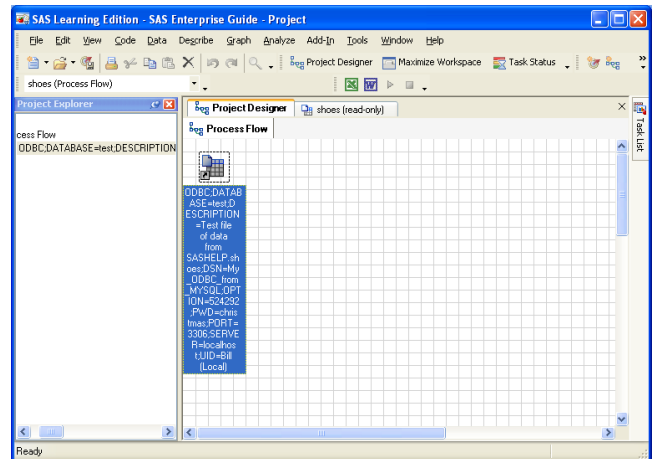 SAS Learning Edition - SAS Enterprise Guide - Project
File Edit View Code Data Describe Graph Analyze Add-In Tools Window Help
Project Designer Maximize Workspace Task Status
shoes (Process Flow)
Project Explorer
Project Designer shoes (read-only)
Task List
cess Flow
Process Flow
ODBC;DATABASE=test;DESCRIPTION
ODBC;DATAB
ASE=test;D
ESCRIPTION
=Test file
of data
from
SASHELP.sh
oes;DSN=My
_ODBC_from
_MYSQL;OPT
ION=524292
;PWD=chris
tmas;PORT=
3306;SERVE
R=localhos
t;UID=Bill
(Local)
Ready